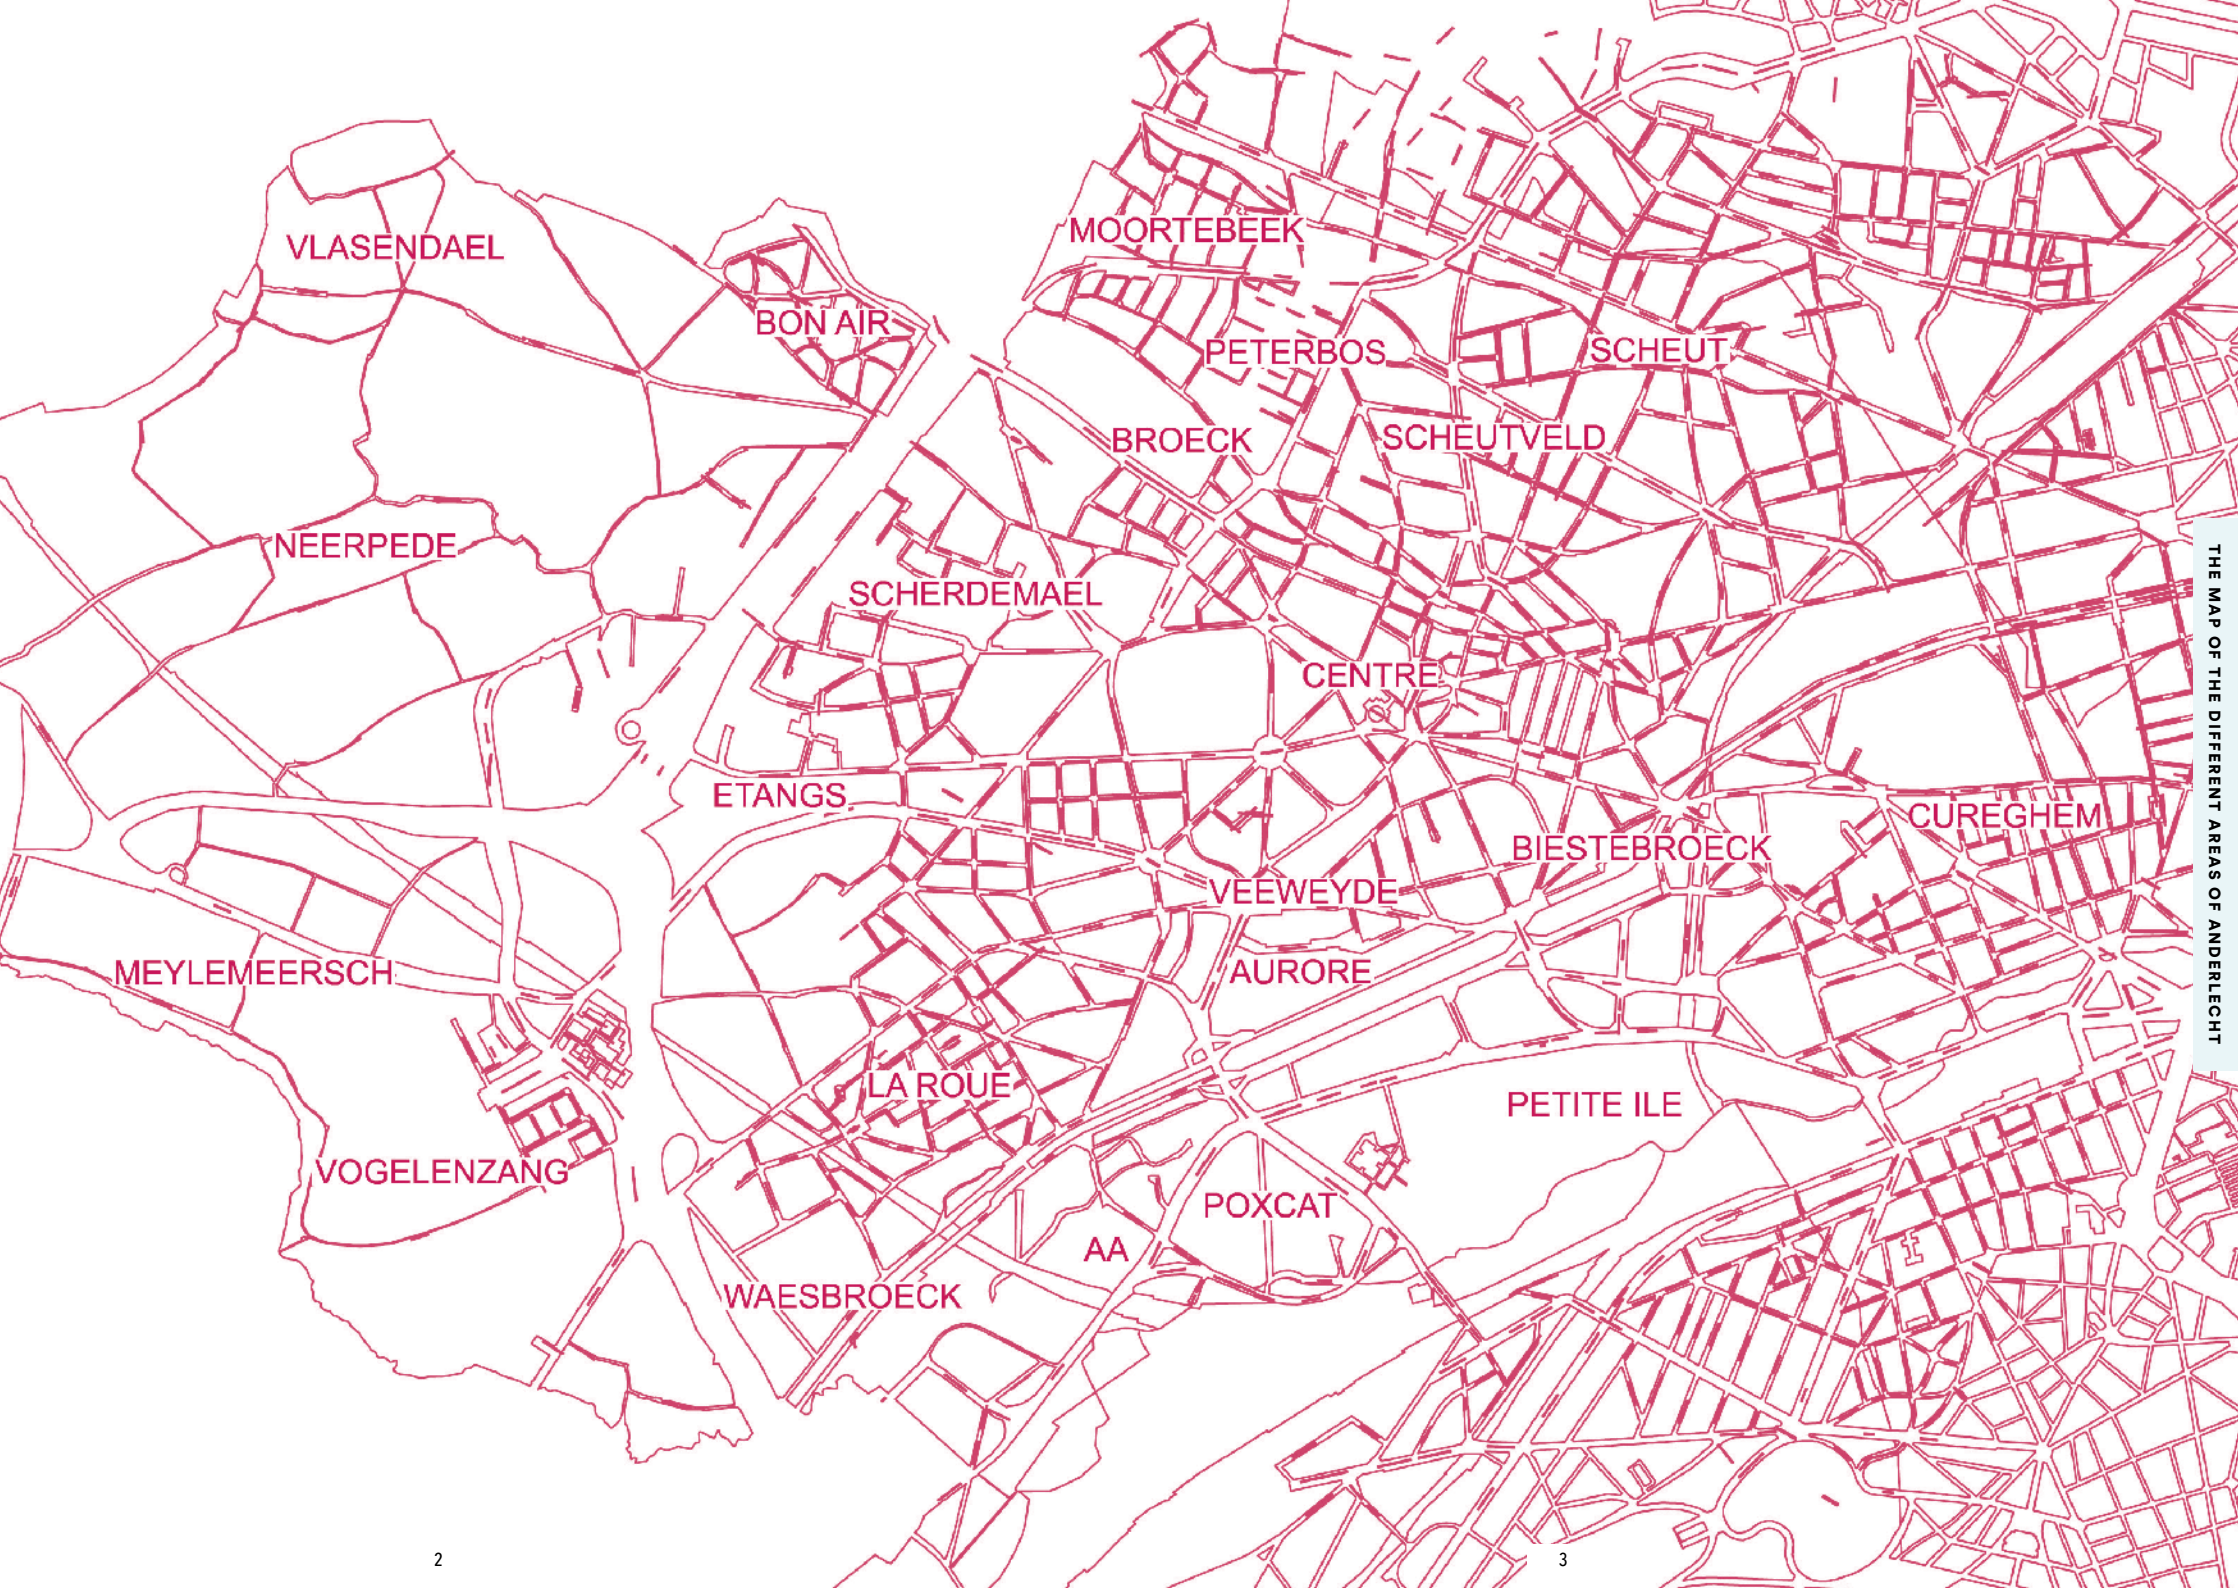 MOORTEBEEK
VLASENDAEL
BON AIR
PETERBOS
SCHEUT
BROECK
SCHEUTVELD
NEERPEDE
SCHERDEMAEL
CENTRE
ETANGS
CUREGHEM
BIESTEBROECK
VEEWEYDE
MEYLEMEERSCH
AURORE
LA ROUE
PETITE ILE
VOGELENZANG
POXCAT
AA
WAESBROECK
THE MAP OF THE DIFFERENT AREAS OF ANDERLECHT
2
3